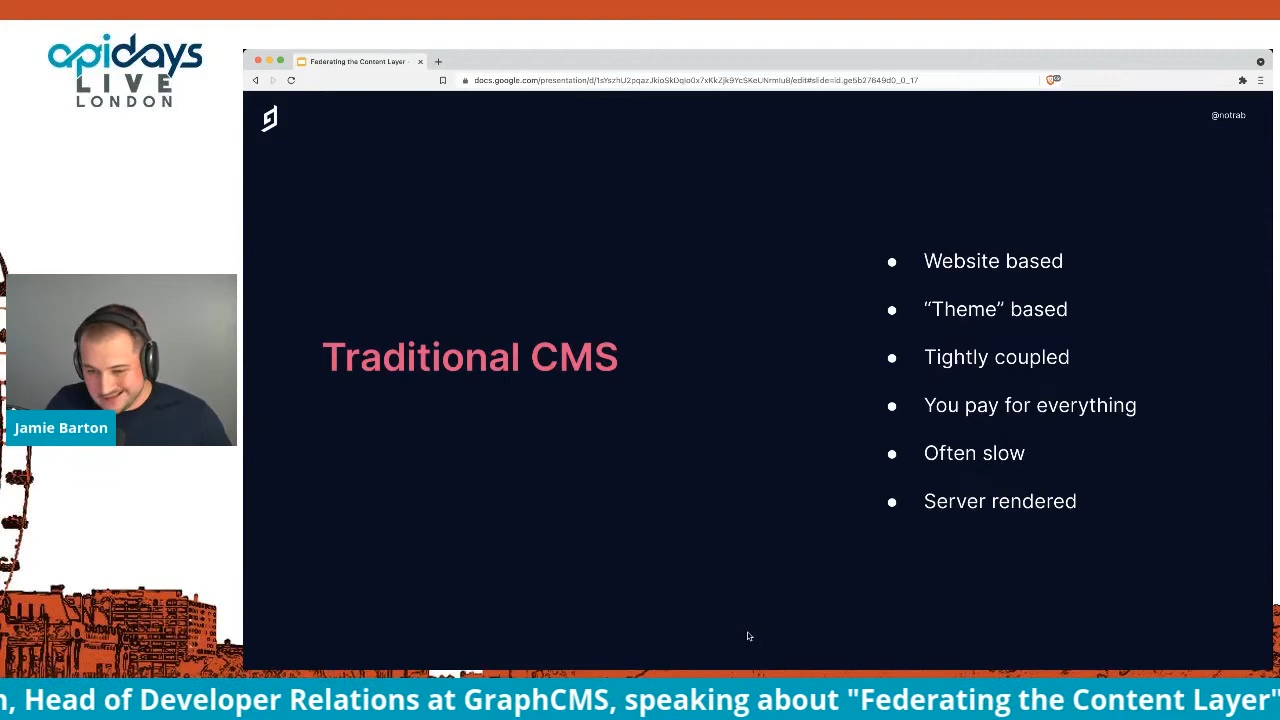 apidays
LIVE
LONDON
Federating the Content Layer -
@notrab
Traditional CMS
● Website based
● “Theme” based
● Tightly coupled
● You pay for everything
● Often slow
● Server rendered
Jamie Barton
, Head of Developer Relations at GraphCMS, speaking about "Federating the Content Layer"